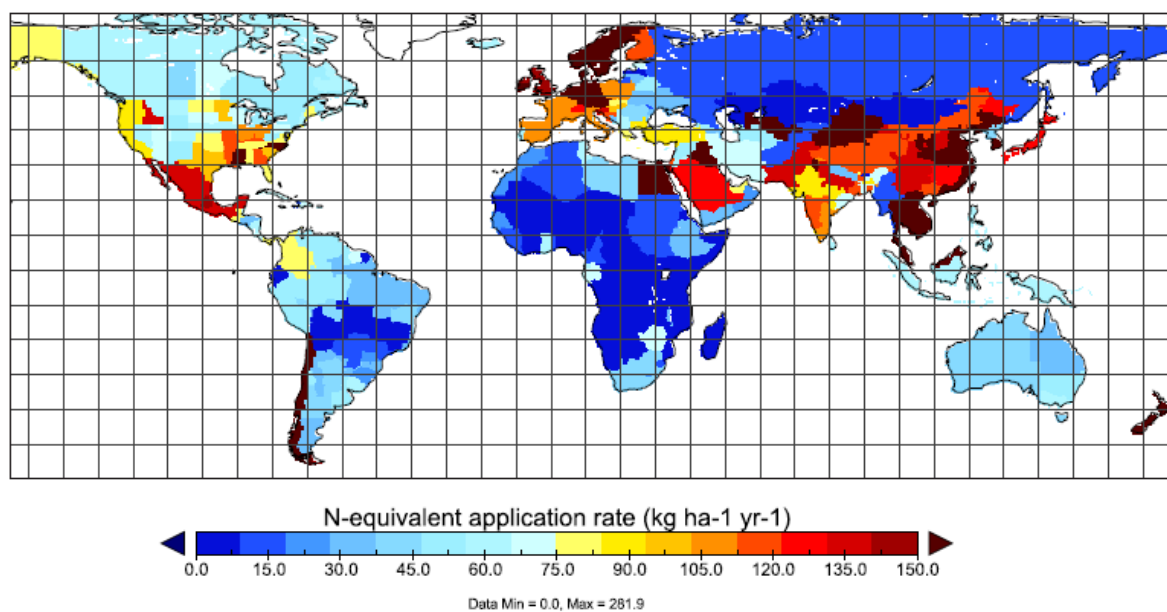 N-equivalent application rate (kg ha-1 yr-1)
0.0 15.0 30.0 45.0 60.0 75.0 90.0 105.0 120.0 135.0 150.0
Data Min = 0.0, Max = 281.9